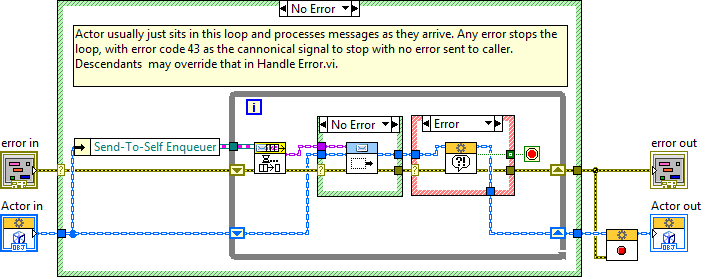 No Error
Actor usually just sits in this loop and processes messages as they arrive. Any error stops the
loop, with error code 43 as the cannonical signal to stop with no error sent to caller.
Descendants may override that in Handle Error.vi.
i
No Error
Error
error in
Send-To-Self Enqueuer
error out
?!
Actor in
Actor out
OBJ
OBJ